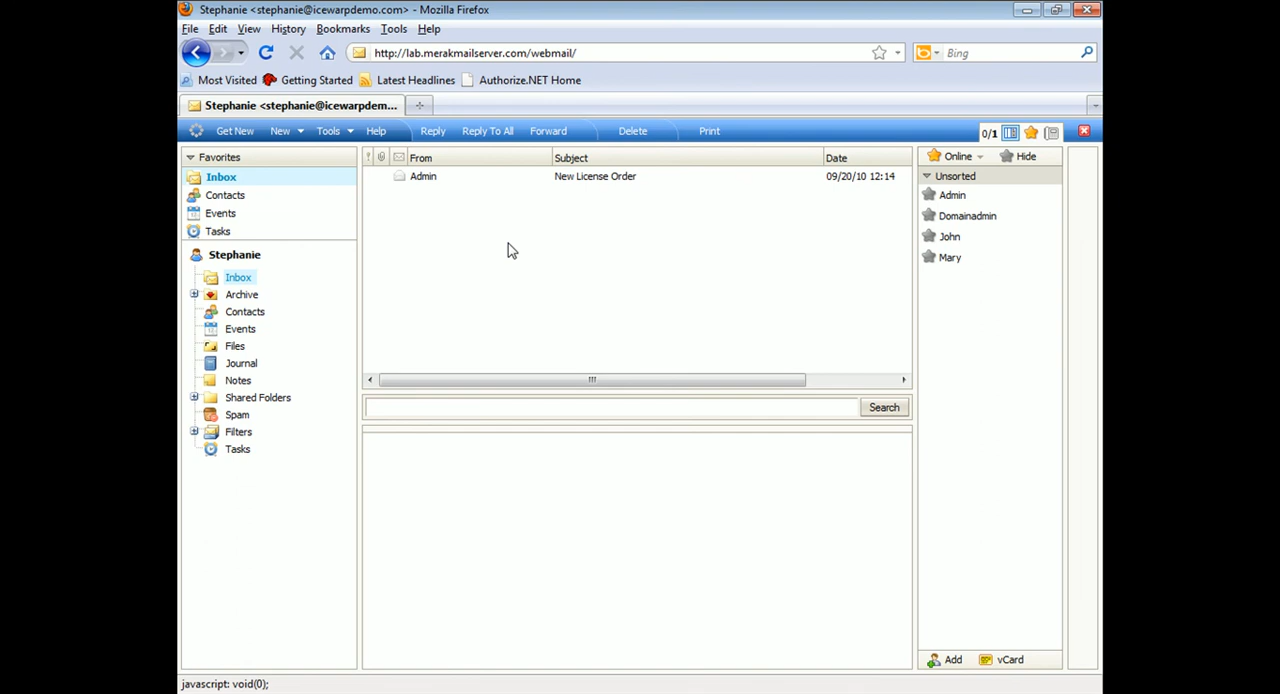 Stephanie <stephanie@icewarpdemo.com> - Mozilla Firefox
File Edit View History Bookmarks Tools Help
http://lab.merakmailserver.com/webmail/ Bing
Most Visited Getting Started Latest Headlines Authorize.NET Home
Stephanie <stephanie@icewarpdem...
Get New New Tools Help Reply Reply To All Forward Delete Print 0/1
Favorites
Inbox
Contacts
Events
Tasks
Stephanie
Inbox
Archive
Contacts
Events
Files
Journal
Notes
Shared Folders
Spam
Filters
Tasks
From Subject Date
Admin New License Order 09/20/10 12:14
Search
Online Hide
Unsorted
Admin
Domainadmin
John
Mary
Add vCard
javascript: void(0);